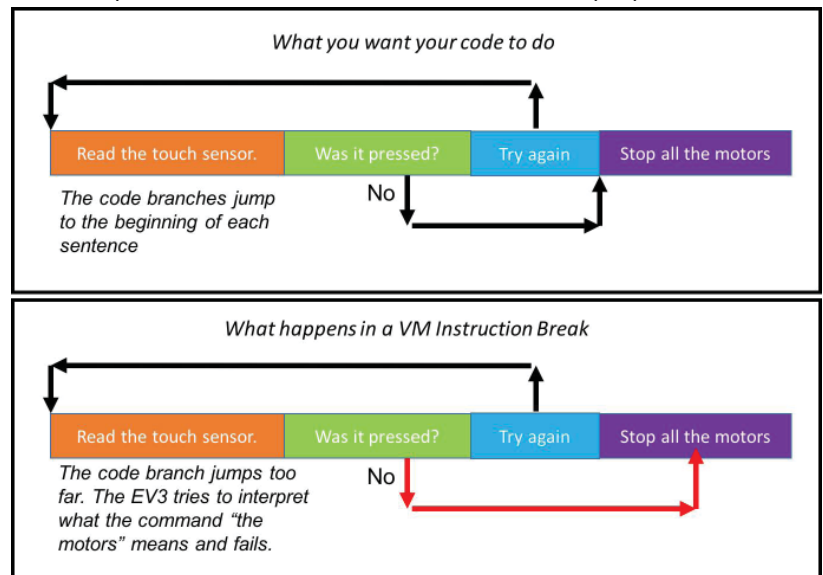 What you want your code to do
Read the touch sensor. Was it pressed? Try again Stop all the motors
No
The code branches jump
to the beginning of each
sentence
What happens in a VM Instruction Break
Read the touch sensor. Was it pressed? Try again Stop all the motors
No
The code branch jumps too
far. The EV3 tries to interpret
what the command “the
motors” means and fails.